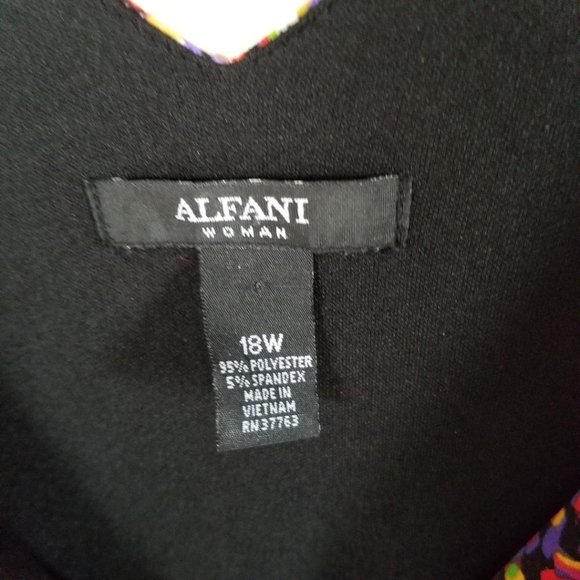 ALFANI
WOMAN
18W
95% POLYESTER
5% SPANDEX
MADE IN
VIETNAM
RN 37763